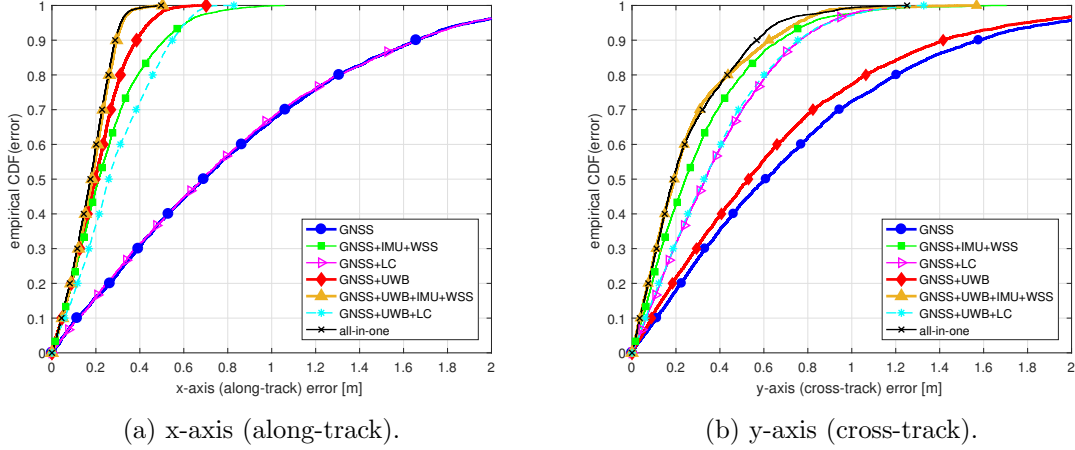 empirical CDF(error)
1
0.9
0.8
0.7
0.6
0.5
0.4
0.3
0.2
0.1
0
GNSS
GNSS+IMU+WSS
GNSS+LC
GNSS+UWB
GNSS+UWB+IMU+WSS
GNSS+UWB+LC
all-in-one
0 0.2 0.4 0.6 0.8 1 1.2 1.4 1.6 1.8 2
x-axis (along-track) error [m]
(a) x-axis (along-track).
empirical CDF(error)
1
0.9
0.8
0.7
0.6
0.5
0.4
0.3
0.2
0.1
0
GNSS
GNSS+IMU+WSS
GNSS+LC
GNSS+UWB
GNSS+UWB+IMU+WSS
GNSS+UWB+LC
all-in-one
0 0.2 0.4 0.6 0.8 1 1.2 1.4 1.6 1.8 2
y-axis (cross-track) error [m]
(b) y-axis (cross-track).